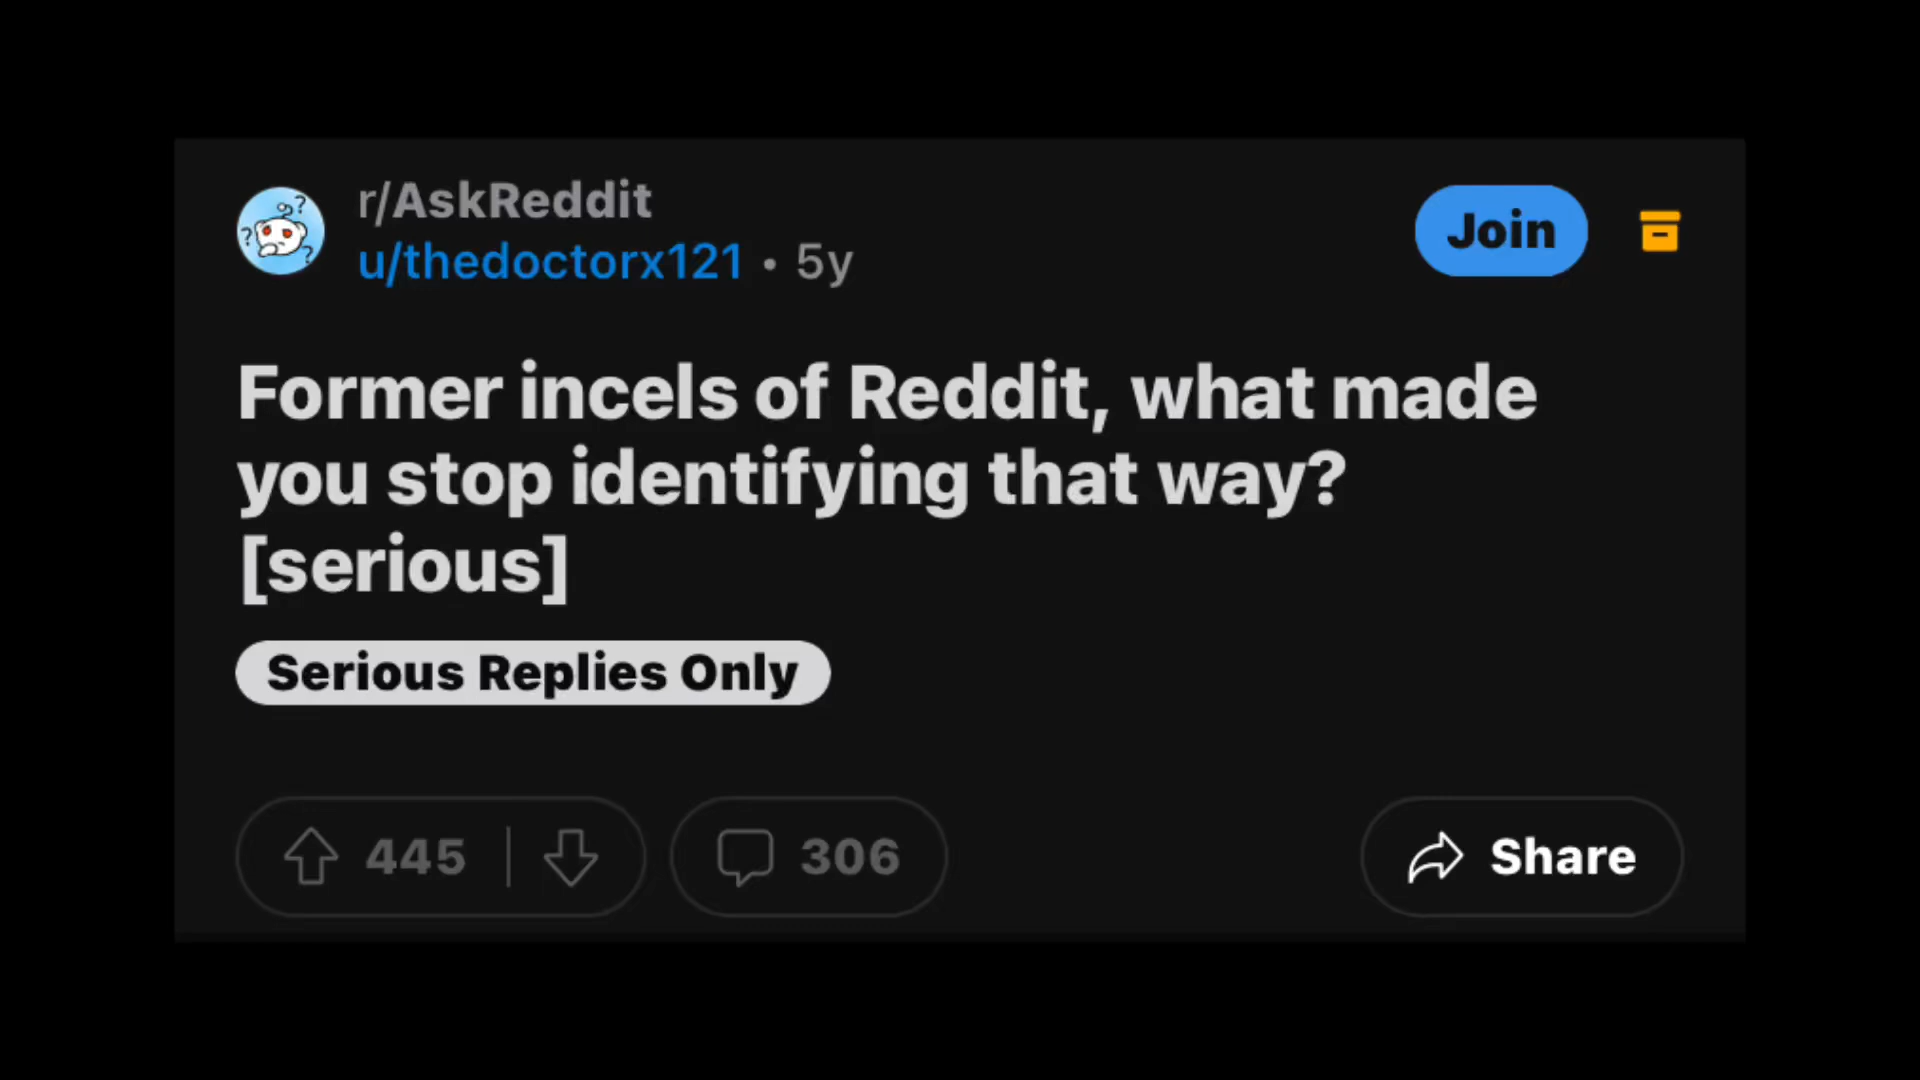 r/AskReddit
u/thedoctorx121 • 5y
Join
Former incels of Reddit, what made
you stop identifying that way?
[serious]
Serious Replies Only
445
306
Share